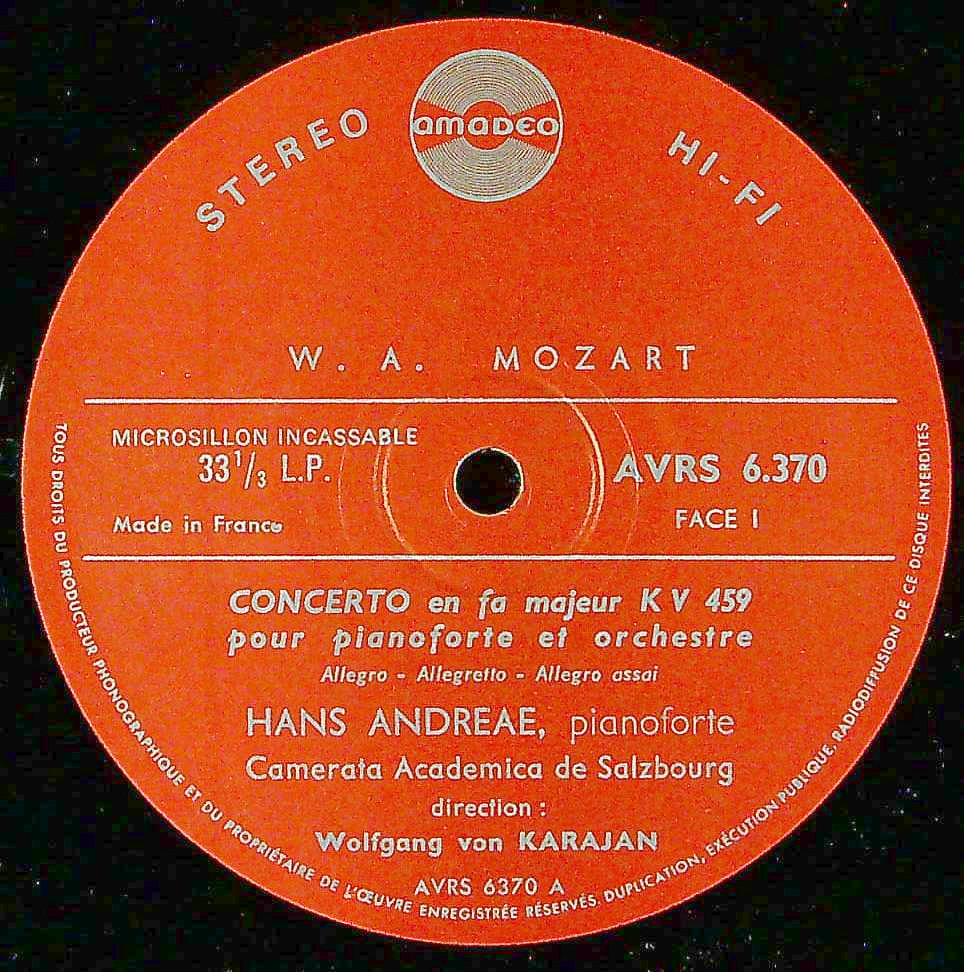 amadeo
STEREO
HI-FI
W. A. MOZART
MICROSILLON INCASSABLE
33 1/3 L.P.
Made in France
AVRS 6.370
FACE I
CONCERTO en fa majeur K V 459
pour pianoforte et orchestre
Allegro - Allegretto - Allegro assai
HANS ANDREAE, pianoforte
Camerata Academica de Salzbourg
direction :
Wolfgang von KARAJAN
AVRS 6370 A
TOUS DROITS DU PRODUCTEUR PHONOGRAPHIQUE ET DU PROPRIÉTAIRE DE L'ŒUVRE ENREGISTRÉE RÉSERVÉS. DUPLICATION, EXÉCUTION PUBLIQUE, RADIODIFFUSION DE CE DISQUE INTERDITES